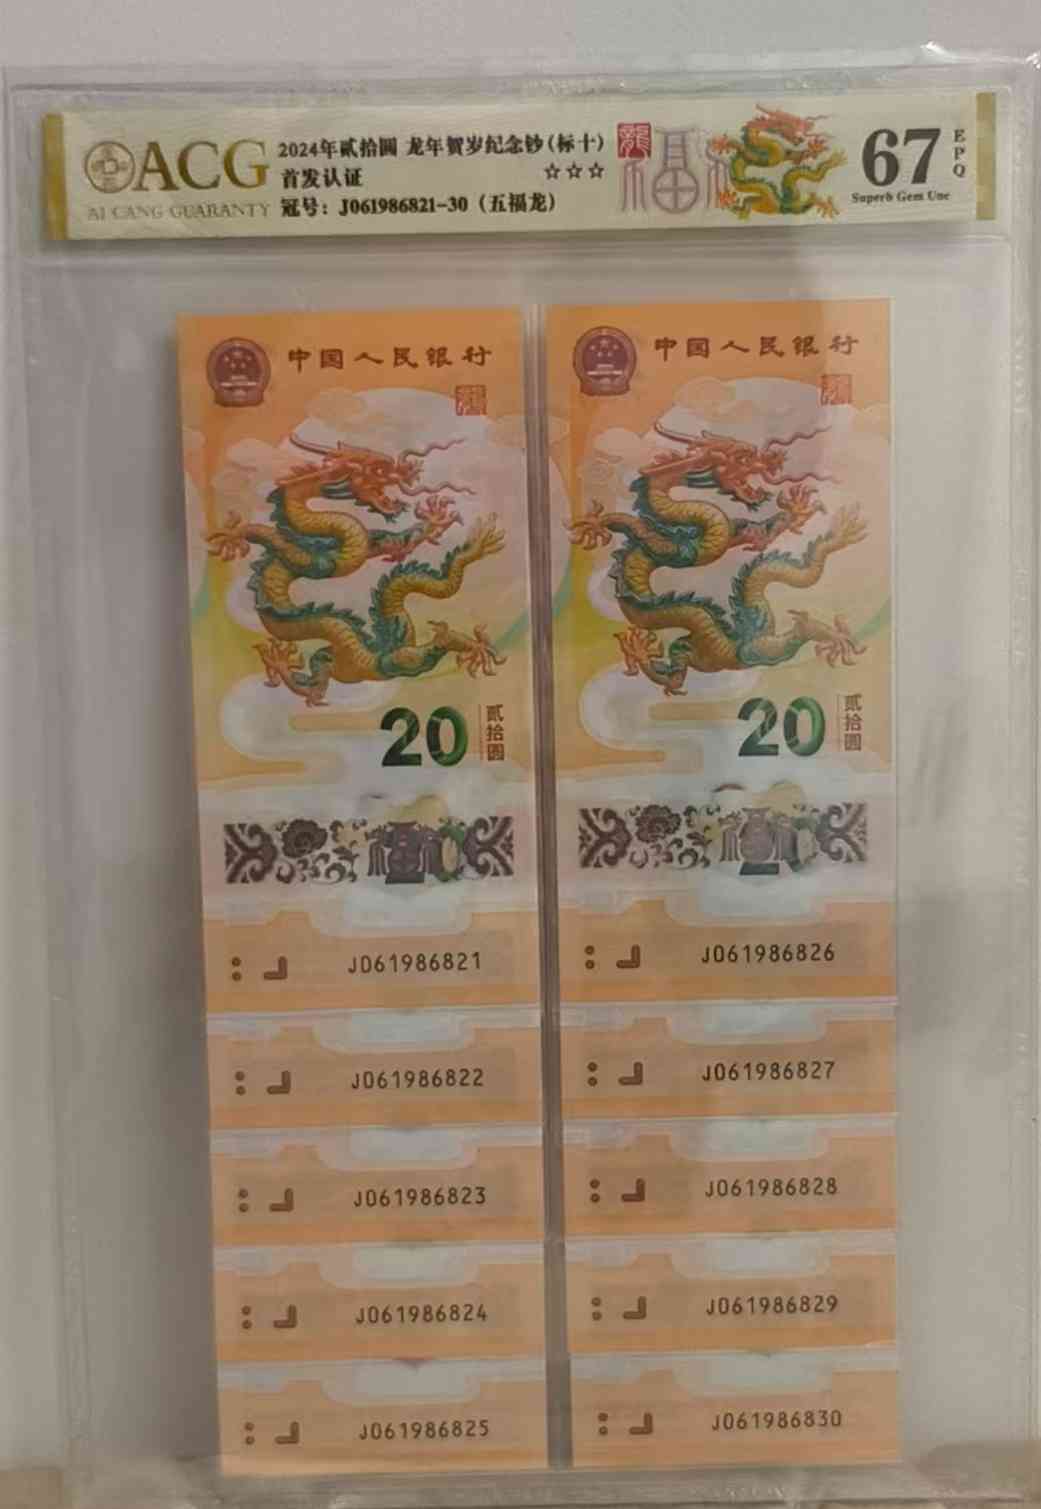 ACG
AI CANG GUARANTY
2024年贰拾圆 龙年贺岁纪念钞(标十)
首发认证 ☆☆☆
冠号：J061986821-30（五福龙）
龍
福
67
EPQ
Superb Gem Unc
中国人民银行
20
贰拾圆
J061986821
J061986822
J061986823
J061986824
J061986825
中国人民银行
20
贰拾圆
J061986826
J061986827
J061986828
J061986829
J061986830